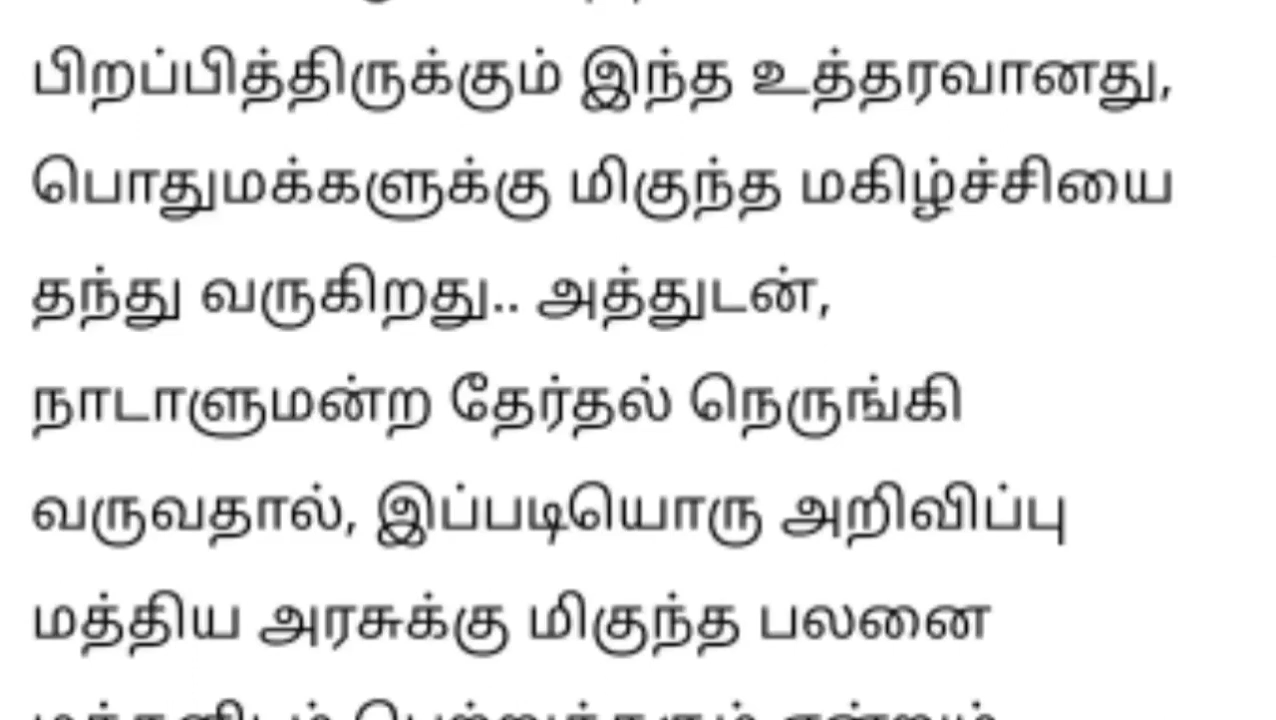 பிறப்பித்திருக்கும் இந்த உத்தரவானது,
பொதுமக்களுக்கு மிகுந்த மகிழ்ச்சியை
தந்து வருகிறது.. அத்துடன்,
நாடாளுமன்ற தேர்தல் நெருங்கி
வருவதால், இப்படியொரு அறிவிப்பு
மத்திய அரசுக்கு மிகுந்த பலனை